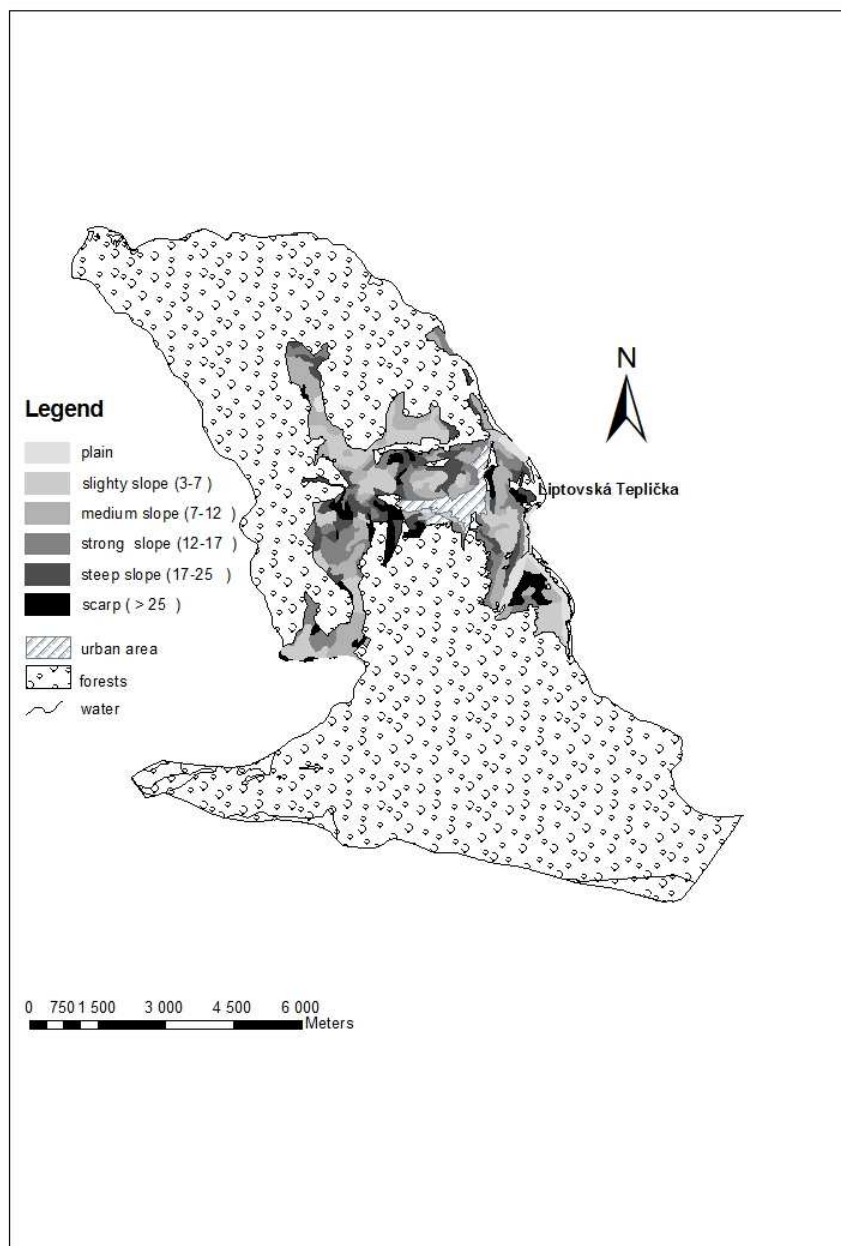 N
Legend
plain
slighty slope (3-7 )
medium slope (7-12 )
strong slope (12-17 )
steep slope (17-25 )
scarp ( > 25 )
urban area
forests
water
Liptovská Teplička
0 750 1 500 3 000 4 500 6 000
Meters